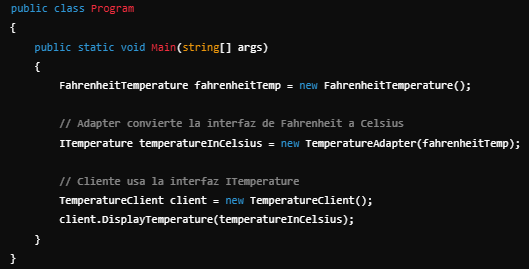 public class Program
{
    public static void Main(string[] args)
    {
        FahrenheitTemperature fahrenheitTemp = new FahrenheitTemperature();

        // Adapter convierte la interfaz de Fahrenheit a Celsius
        ITemperature temperatureInCelsius = new TemperatureAdapter(fahrenheitTemp);

        // Cliente usa la interfaz ITemperature
        TemperatureClient client = new TemperatureClient();
        client.DisplayTemperature(temperatureInCelsius);
    }
}